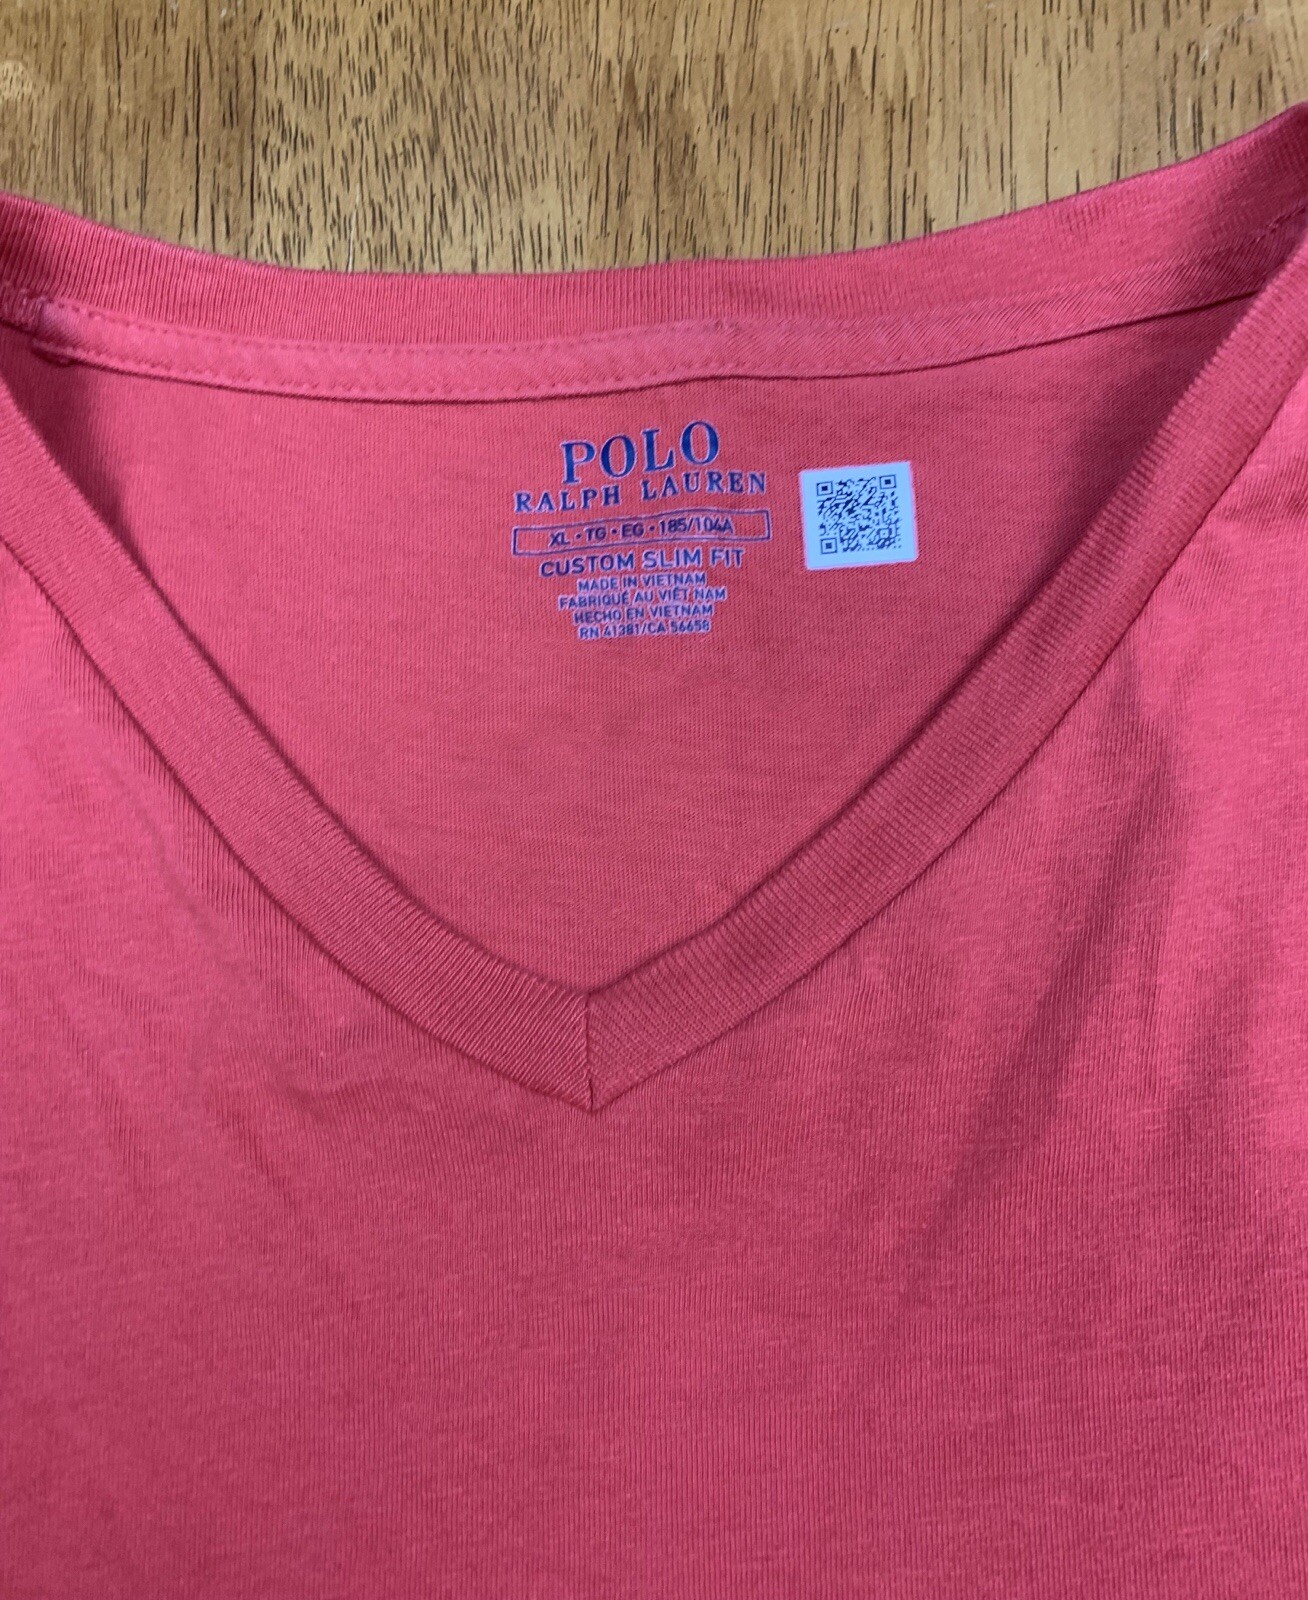 POLO
RALPH LAUREN
XL • TG • EG • 185/104A
CUSTOM SLIM FIT
MADE IN VIETNAM
FABRIQUÉ AU VIÊT NAM
HECHO EN VIETNAM
RN 41381/CA 56658